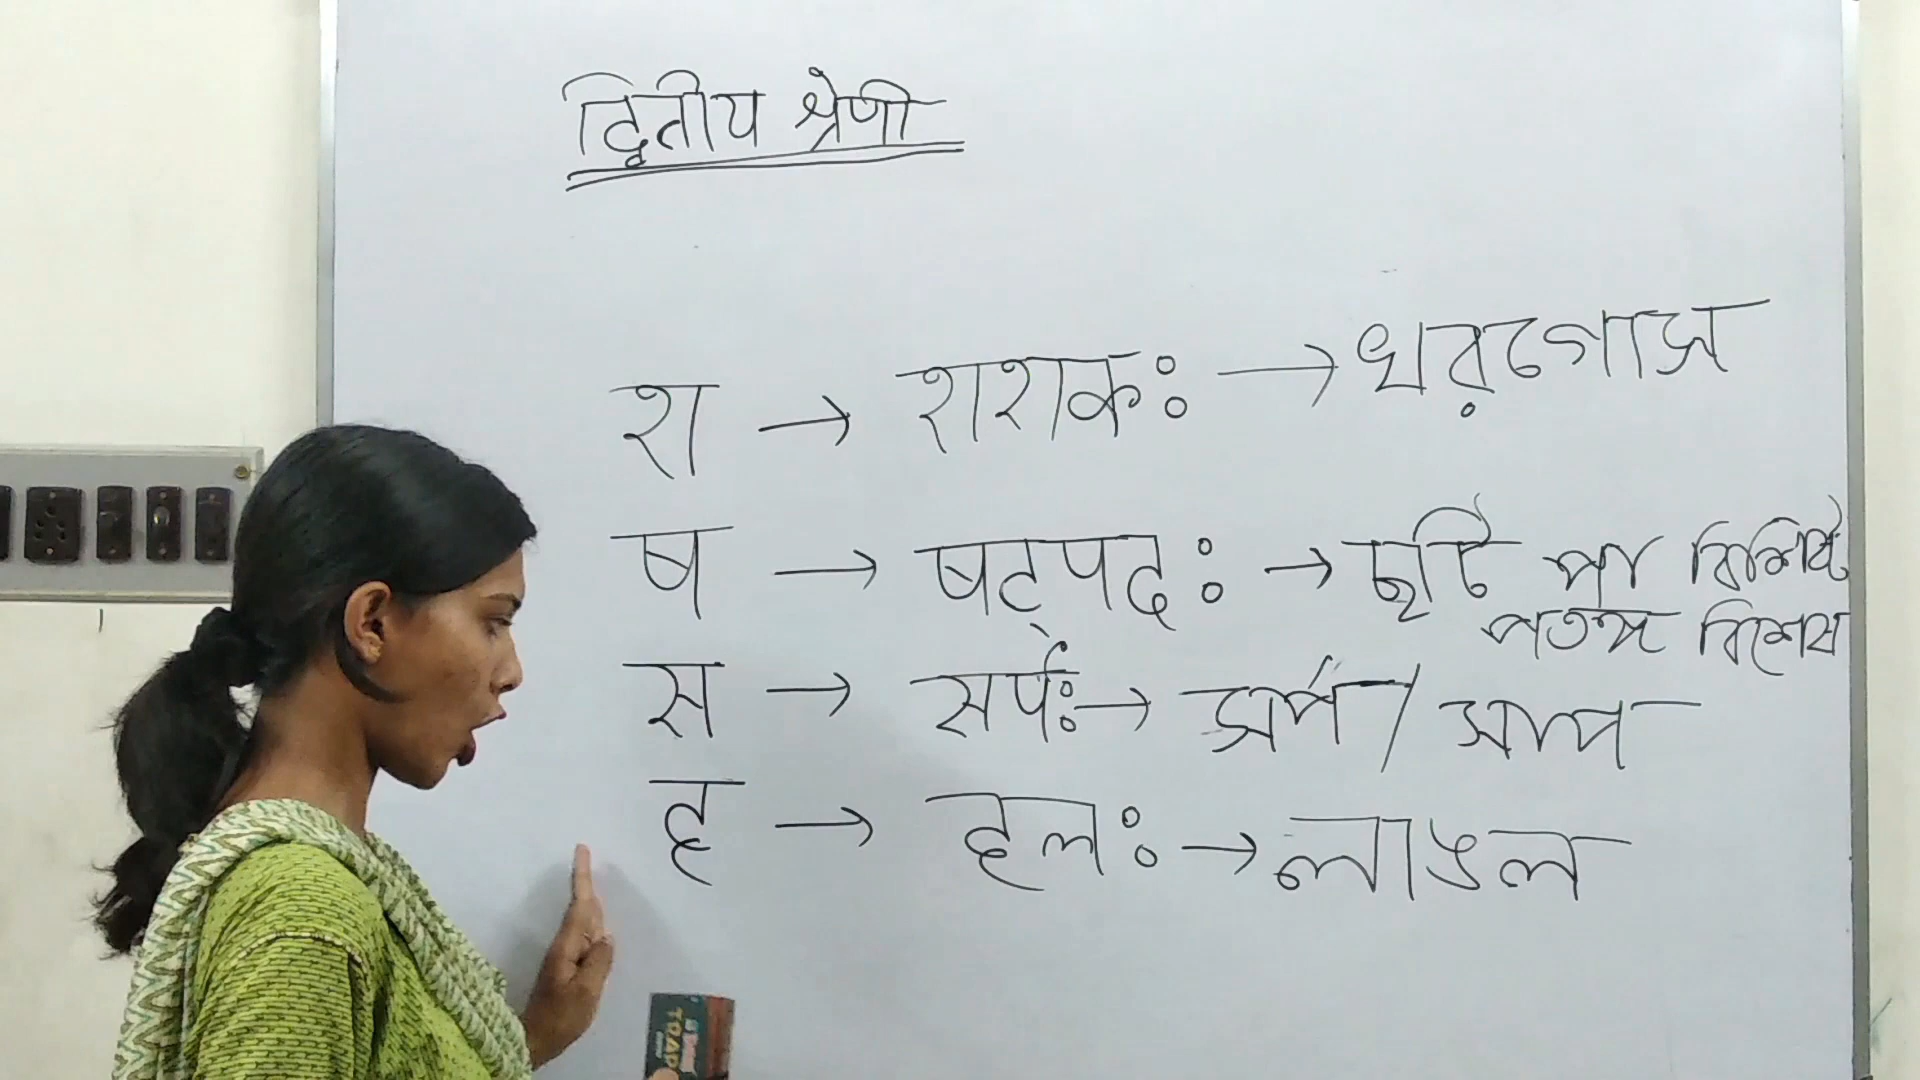 द्वितीय श्रेणी
श → शशकः → খরগোস
ष → षट्पदः → ছটি পা বিশিষ্ট
পতঙ্গ বিশেষ
स → सर्पः → সর্প / সাপ
ह → हलः → লাঙল